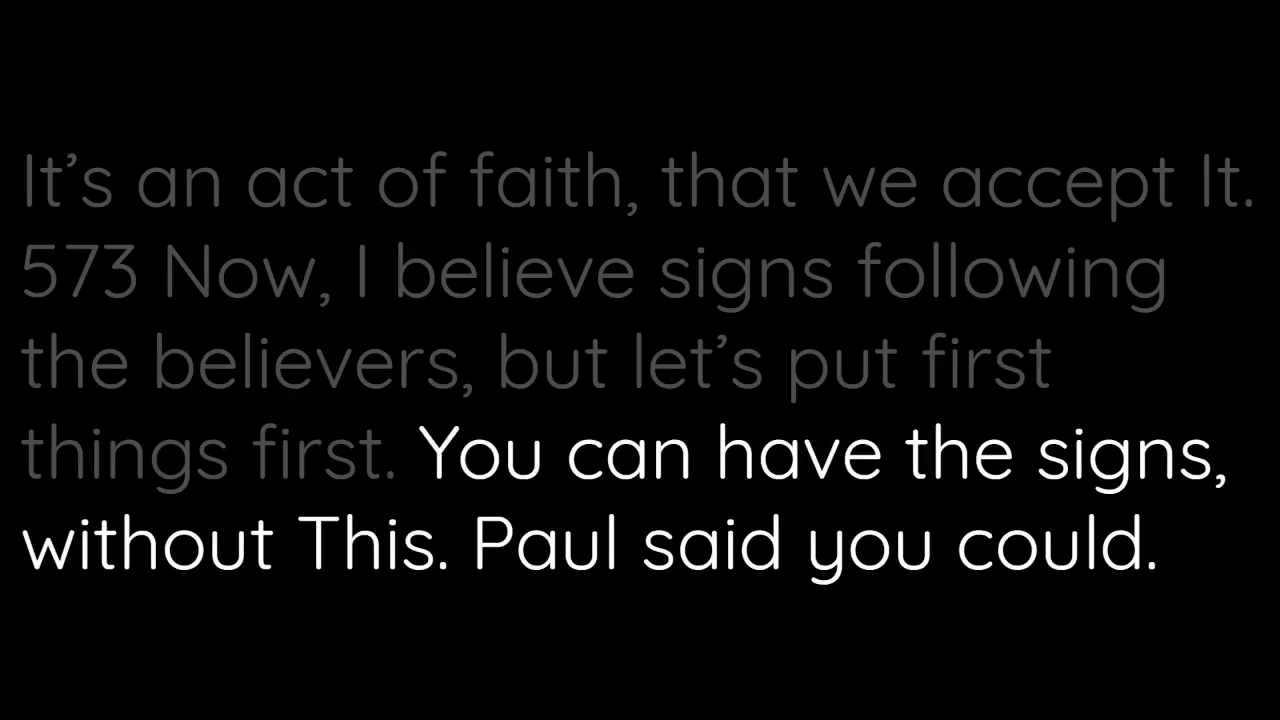 It’s an act of faith, that we accept It.
573 Now, I believe signs following
the believers, but let’s put first
things first. You can have the signs,
without This. Paul said you could.